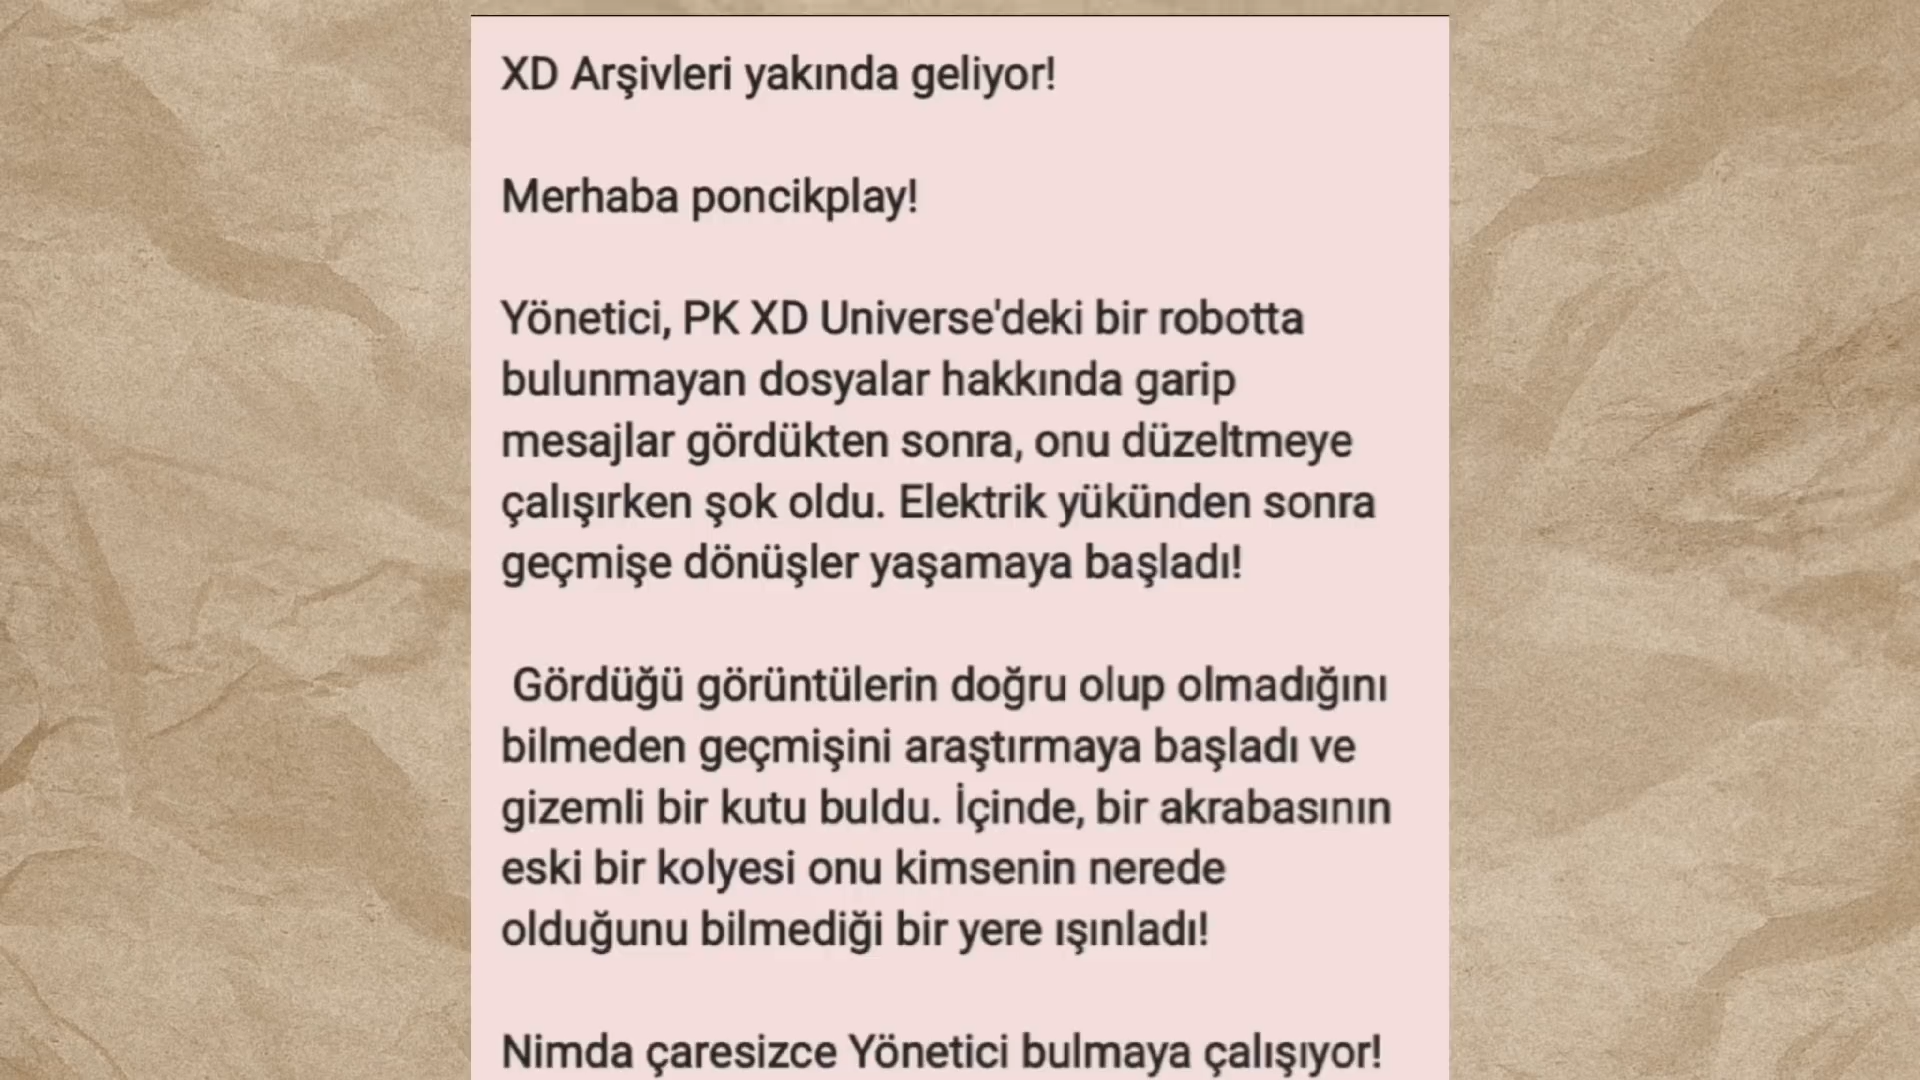 XD Arşivleri yakında geliyor!
Merhaba poncikplay!
Yönetici, PK XD Universe'deki bir robotta
bulunmayan dosyalar hakkında garip
mesajlar gördükten sonra, onu düzeltmeye
çalışırken şok oldu. Elektrik yükünden sonra
geçmişe dönüşler yaşamaya başladı!
Gördüğü görüntülerin doğru olup olmadığını
bilmeden geçmişini araştırmaya başladı ve
gizemli bir kutu buldu. İçinde, bir akrabasının
eski bir kolyesi onu kimsenin nerede
olduğunu bilmediği bir yere ışınladı!
Nimda çaresizce Yönetici bulmaya çalışıyor!